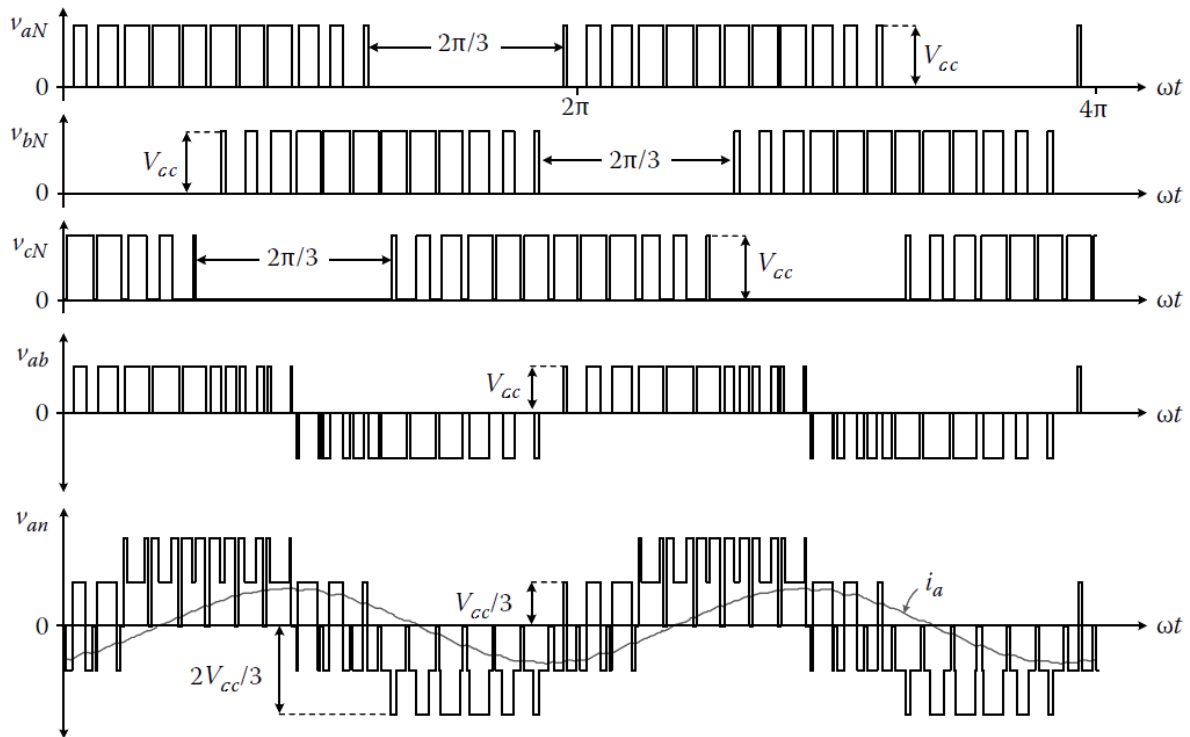 v_aN
2π/3
V_cc
0
2π
4π
ωt
v_bN
V_cc
2π/3
0
ωt
v_cN
2π/3
V_cc
0
ωt
v_ab
V_cc
0
ωt
v_an
V_cc/3
i_a
0
ωt
2V_cc/3